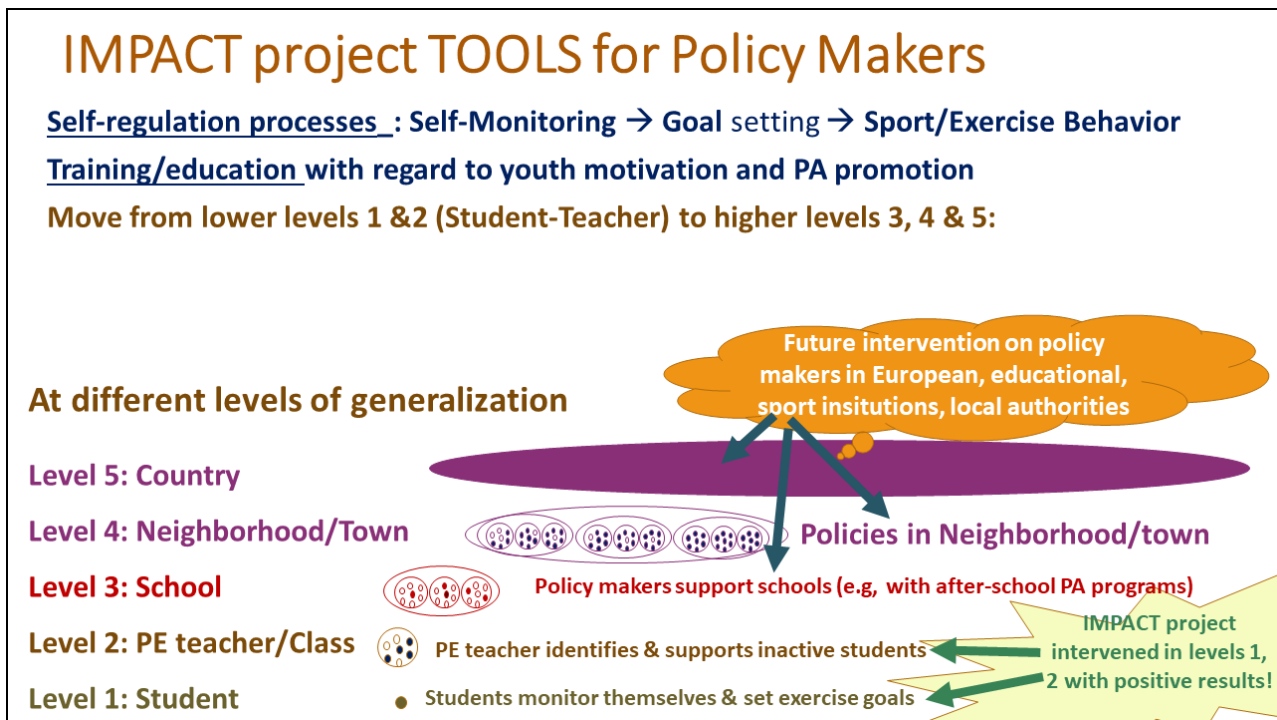 IMPACT project TOOLS for Policy Makers
Self-regulation processes_: Self-Monitoring → Goal setting → Sport/Exercise Behavior
Training/education with regard to youth motivation and PA promotion
Move from lower levels 1 &2 (Student-Teacher) to higher levels 3, 4 & 5:
Future intervention on policy
makers in European, educational,
sport insitutions, local authorities
At different levels of generalization
Level 5: Country
Level 4: Neighborhood/Town
Policies in Neighborhood/town
Level 3: School
Policy makers support schools (e.g, with after-school PA programs)
Level 2: PE teacher/Class
PE teacher identifies & supports inactive students
IMPACT project
intervened in levels 1,
2 with positive results!
Level 1: Student
Students monitor themselves & set exercise goals